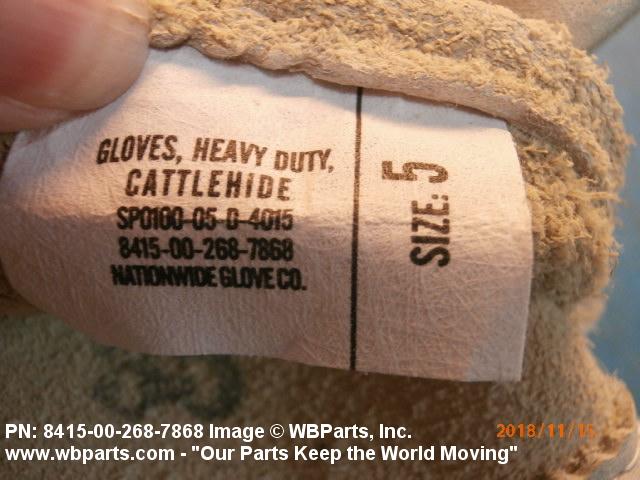 GLOVES, HEAVY DUTY,
CATTLEHIDE
SP0100-05-D-4015
8415-00-268-7868
NATIONWIDE GLOVE CO.
SIZE: 5
PN: 8415-00-268-7868 Image © WBParts, Inc.
2018/11/15
www.wbparts.com - "Our Parts Keep the World Moving"